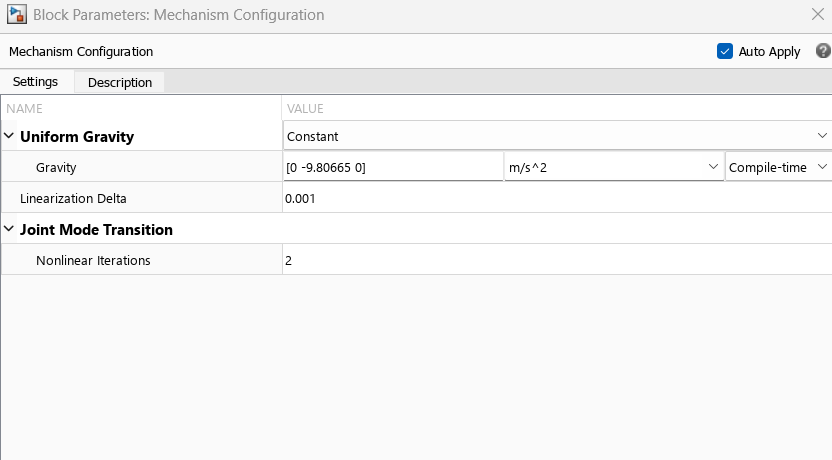 Block Parameters: Mechanism Configuration
Mechanism Configuration
Auto Apply
Settings
Description
NAME
VALUE
Uniform Gravity
Constant
Gravity
[0 -9.80665 0]
m/s^2
Compile-time
Linearization Delta
0.001
Joint Mode Transition
Nonlinear Iterations
2